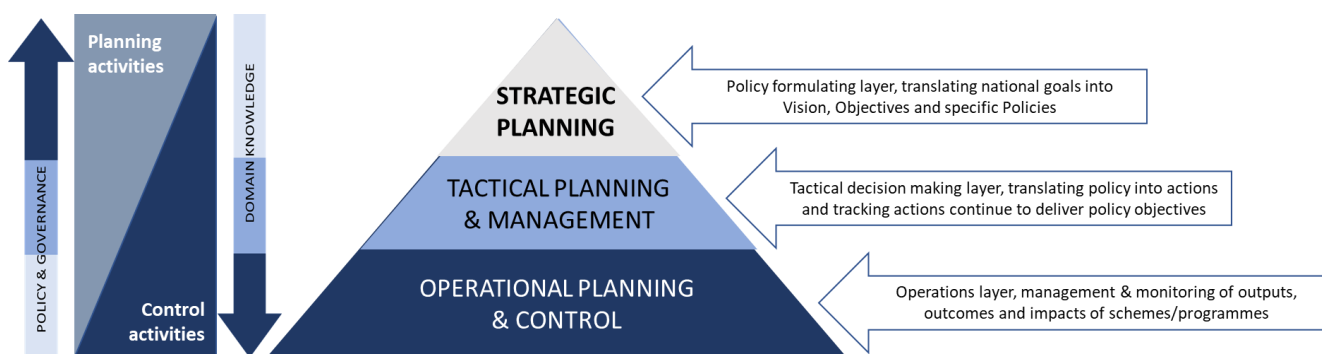 Planning
activities
POLICY & GOVERNANCE
Control
activities
DOMAIN KNOWLEDGE
STRATEGIC
PLANNING
TACTICAL PLANNING
& MANAGEMENT
OPERATIONAL PLANNING
& CONTROL
Policy formulating layer, translating national goals into
Vision, Objectives and specific Policies
Tactical decision making layer, translating policy into actions
and tracking actions continue to deliver policy objectives
Operations layer, management & monitoring of outputs,
outcomes and impacts of schemes/programmes